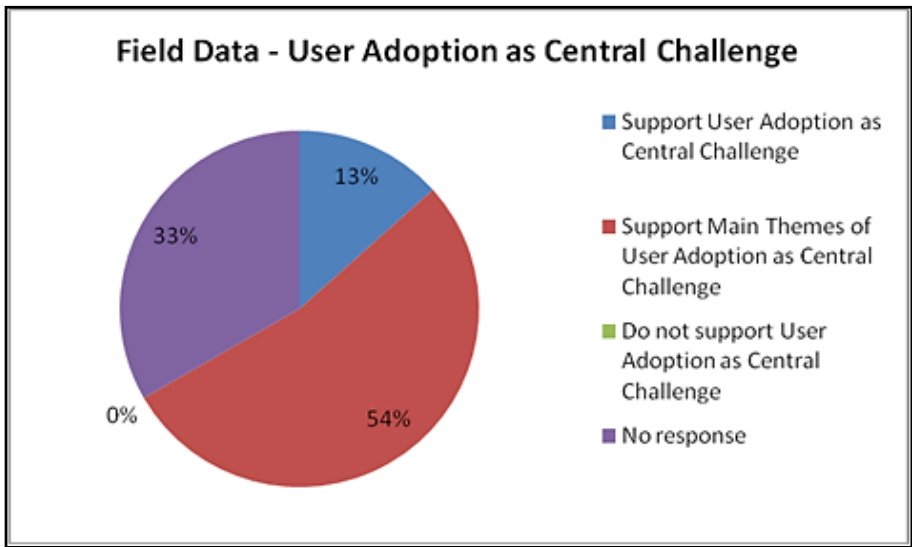 Field Data - User Adoption as Central Challenge
13%
33%
0%
54%
Support User Adoption as
Central Challenge
Support Main Themes of
User Adoption as Central
Challenge
Do not support User
Adoption as Central
Challenge
No response